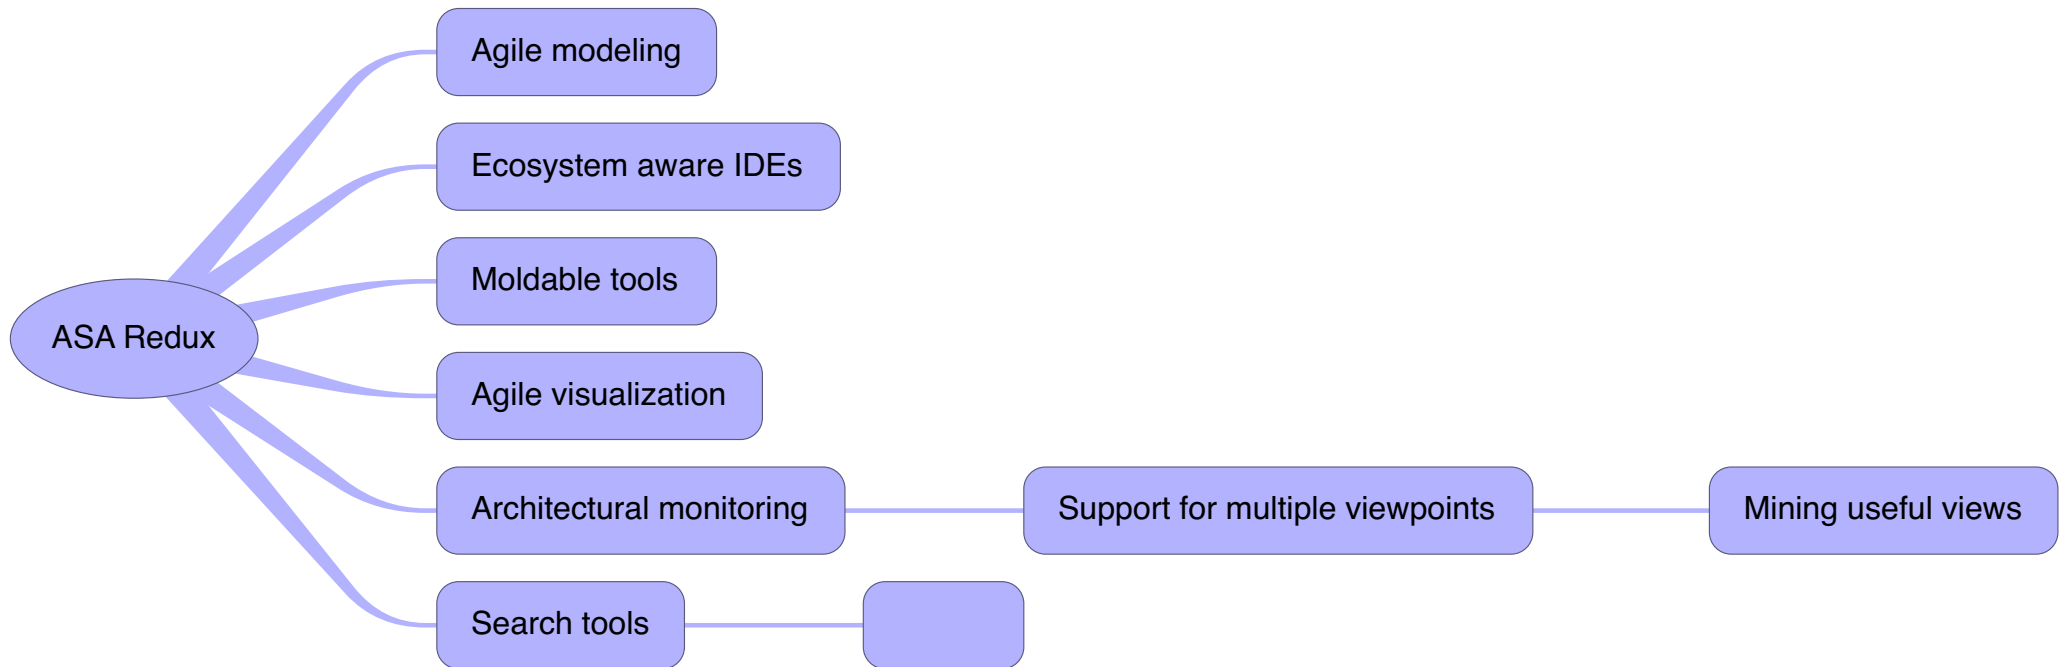 Agile modeling
Ecosystem aware IDEs
Moldable tools
ASA Redux
Agile visualization
Architectural monitoring
Support for multiple viewpoints
Mining useful views
Search tools